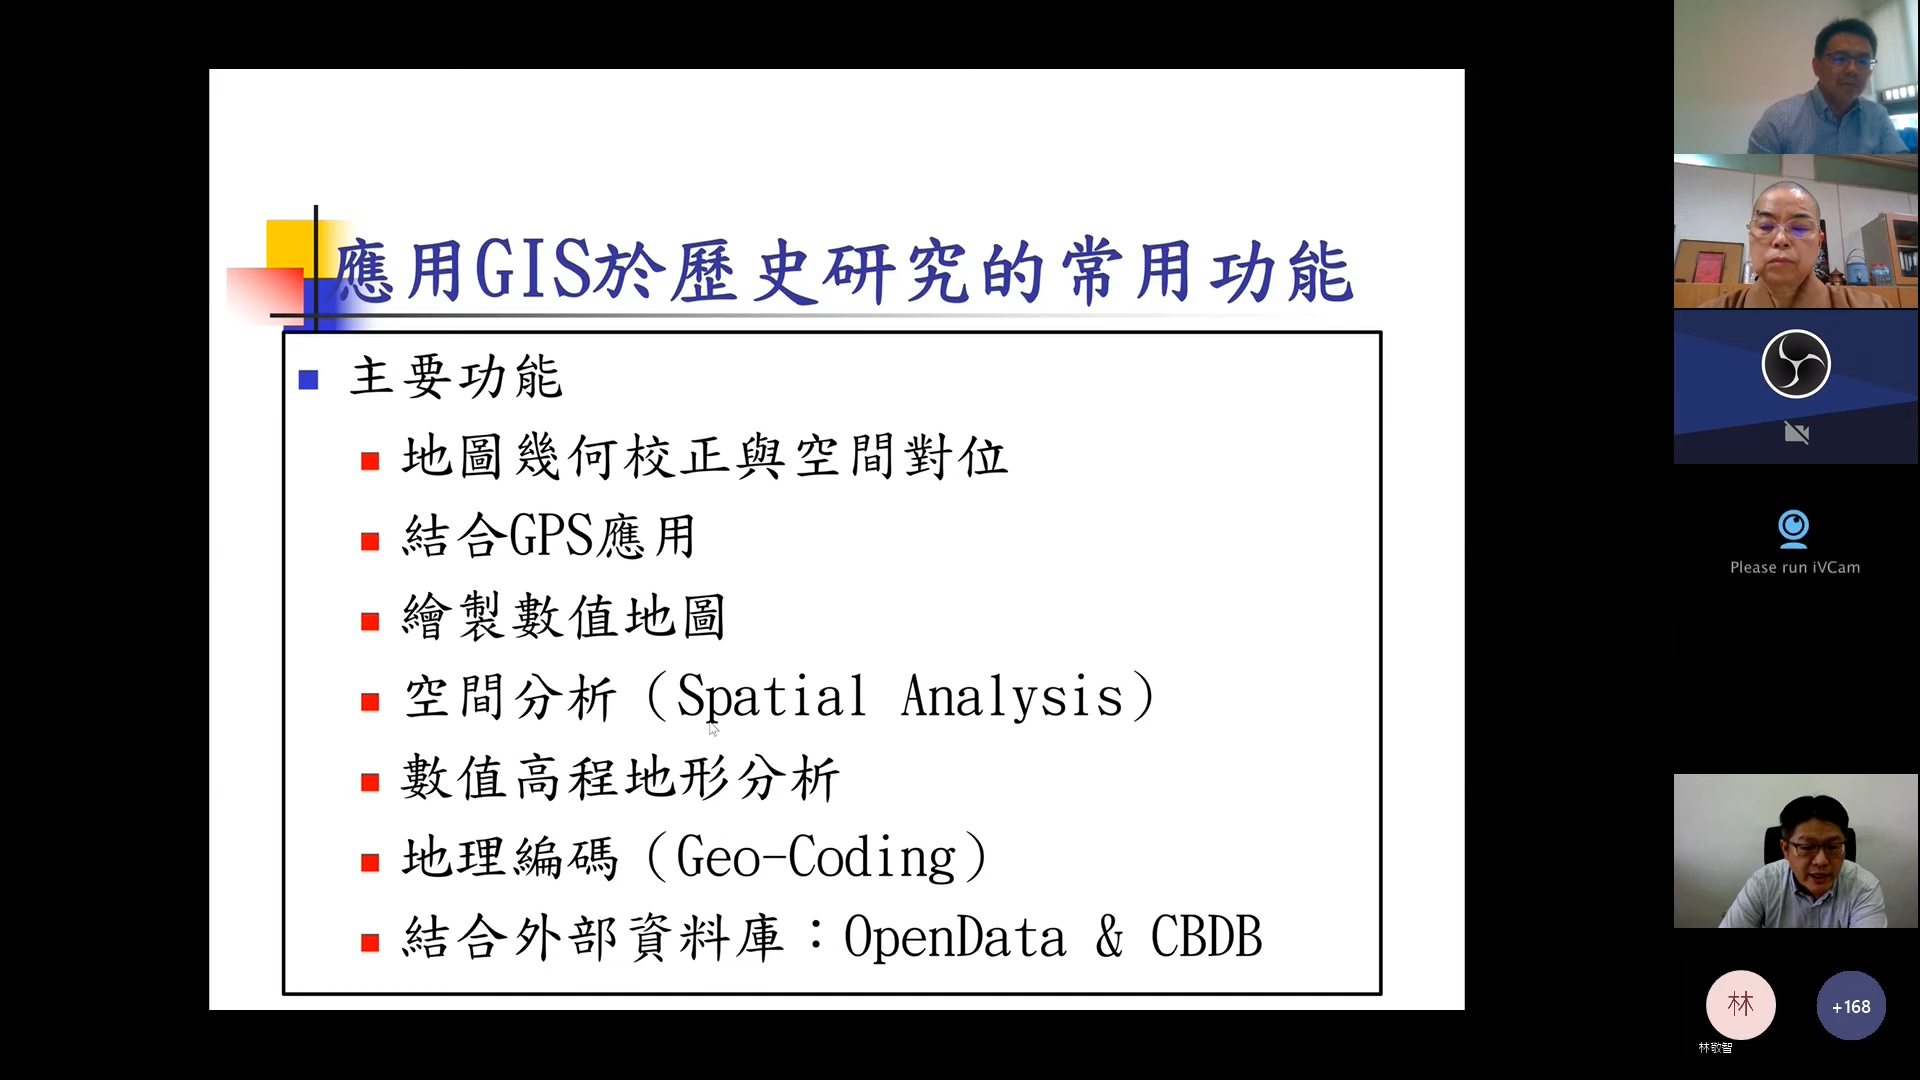 應用GIS於歷史研究的常用功能
主要功能
地圖幾何校正與空間對位
結合GPS應用
繪製數值地圖
空間分析（Spatial Analysis）
數值高程地形分析
地理編碼（Geo-Coding）
結合外部資料庫：OpenData & CBDB
Please run iVCam
林
+168
林敬智